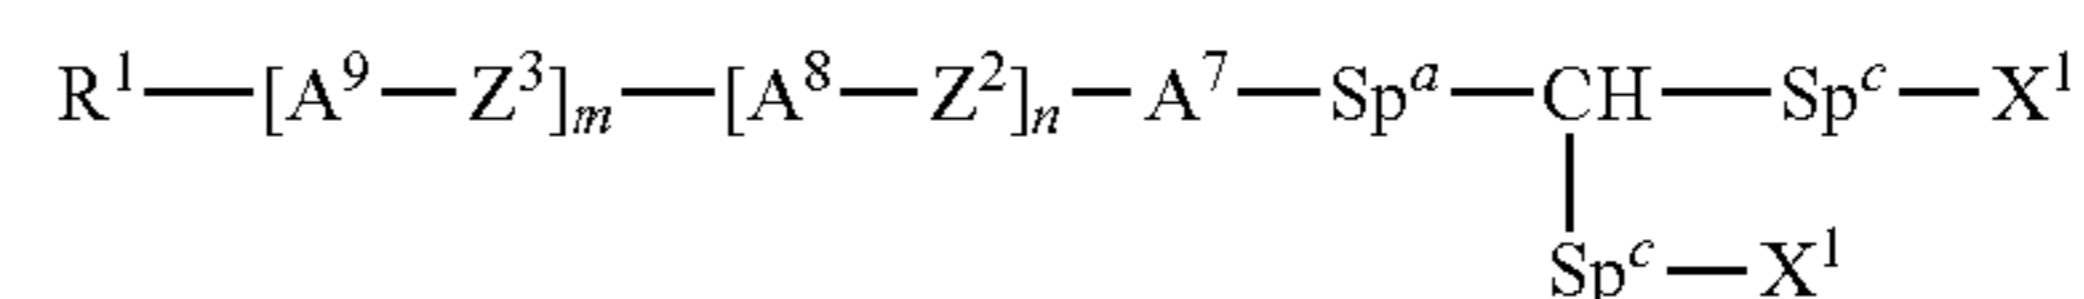 R¹—[A⁹—Z³]ₘ—[A⁸—Z²]ₙ—A⁷—Spᵃ—CH—Spᶜ—X¹
Spᶜ—X¹